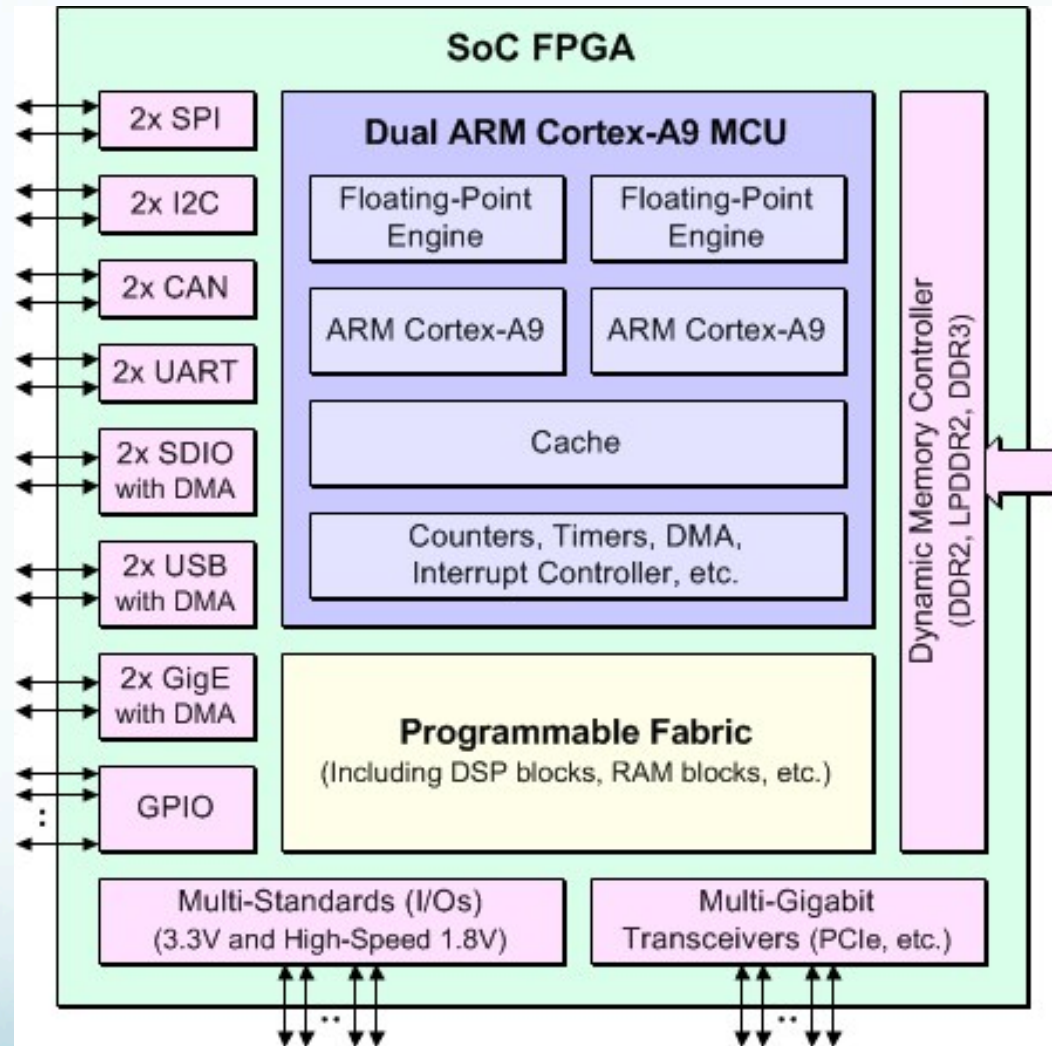 SoC FPGA
2x SPI
2x I2C
2x CAN
2x UART
2x SDIO
with DMA
2x USB
with DMA
2x GigE
with DMA
GPIO
Dual ARM Cortex-A9 MCU
Floating-Point
Engine
Floating-Point
Engine
ARM Cortex-A9
ARM Cortex-A9
Cache
Counters, Timers, DMA,
Interrupt Controller, etc.
Programmable Fabric
(Including DSP blocks, RAM blocks, etc.)
Dynamic Memory Controller
(DDR2, LPDDR2, DDR3)
Multi-Standards (I/Os)
(3.3V and High-Speed 1.8V)
Multi-Gigabit
Transceivers (PCIe, etc.)